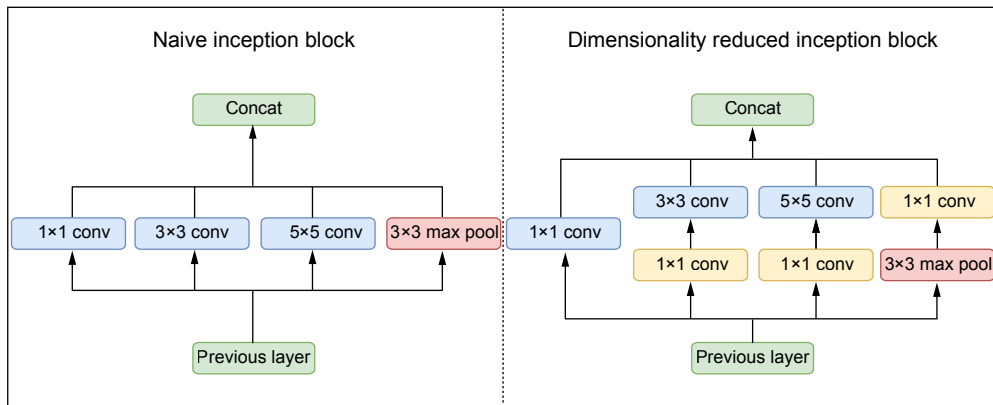 Naive inception block
Concat
1×1 conv
3×3 conv
5×5 conv
3×3 max pool
Previous layer
Dimensionality reduced inception block
Concat
3×3 conv
5×5 conv
1×1 conv
1×1 conv
1×1 conv
1×1 conv
3×3 max pool
Previous layer